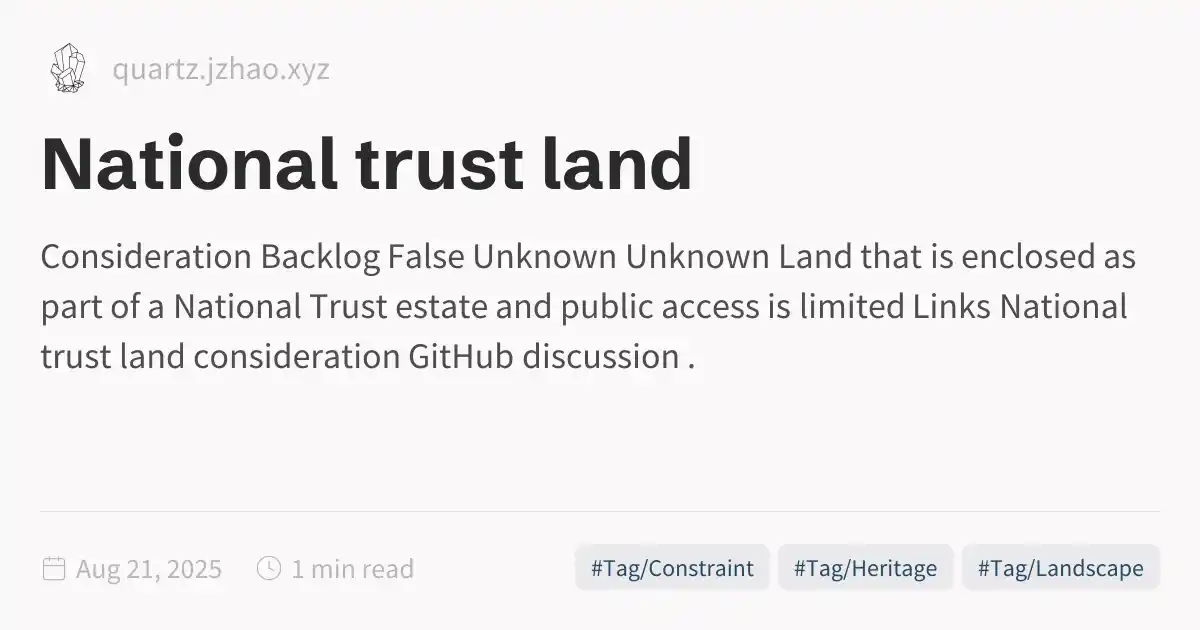 quartz.jzhao.xyz
National trust land
Consideration Backlog False Unknown Unknown Land that is enclosed as
part of a National Trust estate and public access is limited Links National
trust land consideration GitHub discussion .
Aug 21, 2025 1 min read #Tag/Constraint #Tag/Heritage #Tag/Landscape